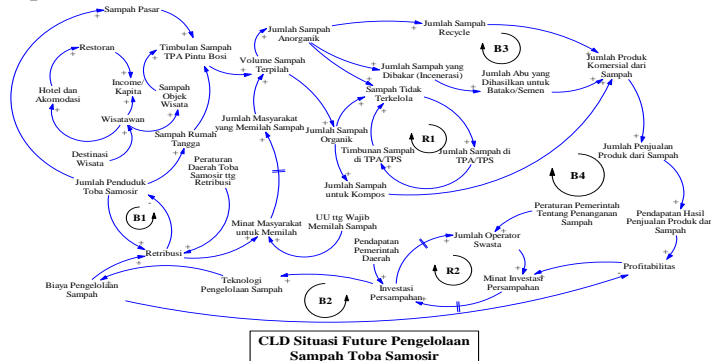 Sampah Pasar
Restoran
Timbulan Sampah
TPA Pintu Bosi
Hotel dan
Akomodasi
Income/
Kapita
Sampah
Objek
Wisata
Wisatawan
Sampah Rumah
Tangga
Destinasi
Wisata
Jumlah Penduduk
Toba Samosir
Peraturan
Daerah Toba
Samosir ttg
Retribusi
B1
Retribusi
Biaya Pengelolaan
Sampah
Teknologi
Pengelolaan Sampah
B2
Jumlah Sampah
Anorganik
Volume Sampah
Terpilah
Jumlah Masyarakat
yang Memilah Sampah
Minat Masyarakat
untuk Memilah
UU ttg Wajib
Memilah Sampah
Jumlah Sampah
Organik
Jumlah Sampah
untuk Kompos
Jumlah Sampah yang
Dibakar (Incenerasi)
Sampah Tidak
Terkelola
R1
Timbunan Sampah
di TPA/TPS
Jumlah Sampah di
TPA/TPS
Jumlah Sampah
Recycle
B3
Jumlah Abu yang
Dihasilkan untuk
Batako/Semen
Jumlah Produk
Komersial dari
Sampah
Jumlah Penjualan
Produk dari Sampah
B4
Pendapatan Hasil
Penjualan Produk dari
Sampah
Peraturan Pemerintah
Tentang Penanganan
Sampah
Jumlah Operator
Swasta
Pendapatan
Pemerintah
Daerah
R2
Investasi
Persampahan
Minat Investasi
Persampahan
Profitabilitas
CLD Situasi Future Pengelolaan
Sampah Toba Samosir